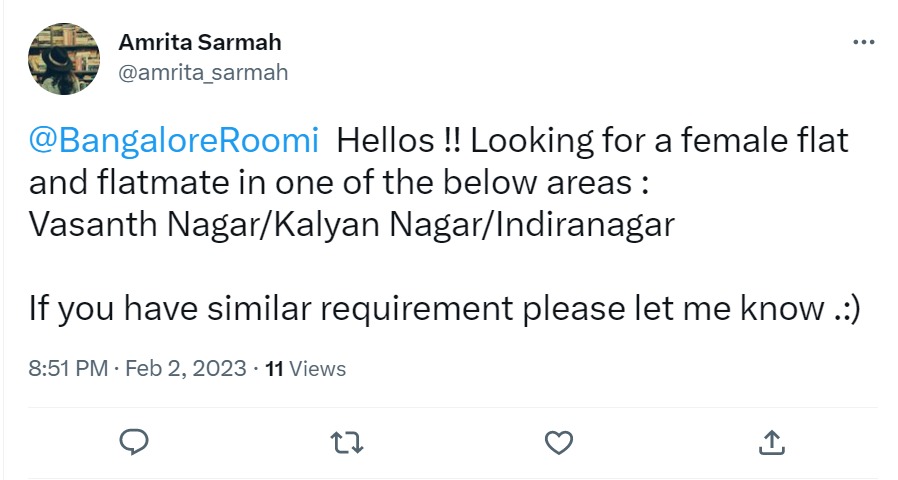 Amrita Sarmah
@amrita_sarmah
@BangaloreRoomi Hellos !! Looking for a female flat
and flatmate in one of the below areas :
Vasanth Nagar/Kalyan Nagar/Indiranagar
If you have similar requirement please let me know .:)
8:51 PM · Feb 2, 2023 · 11 Views